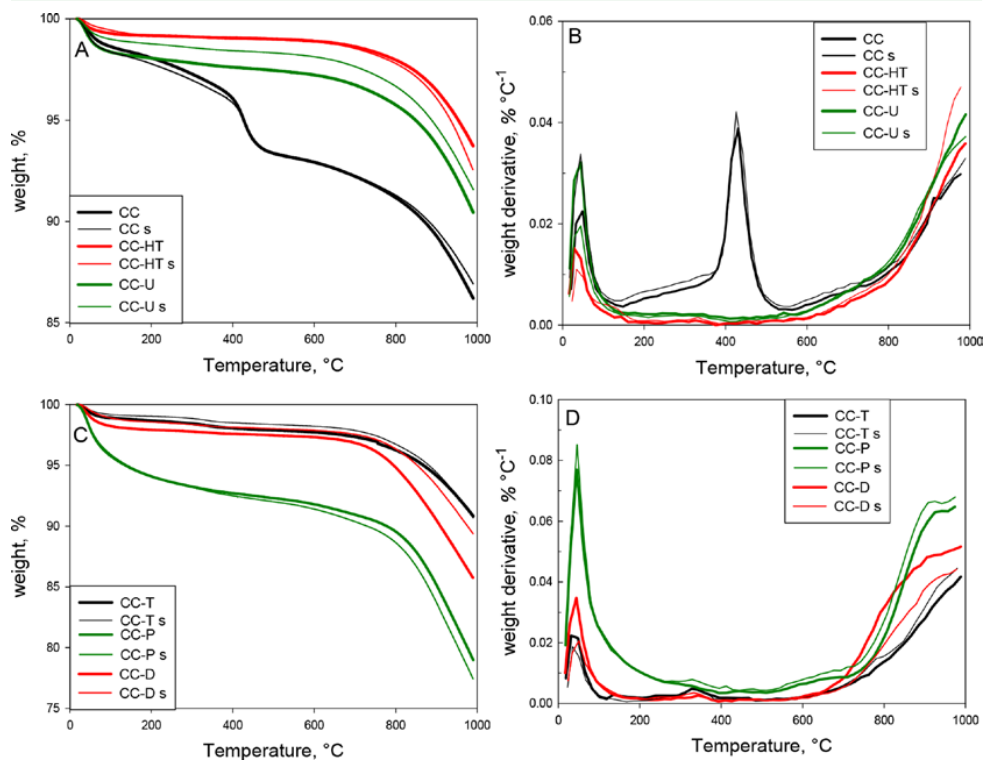 A
weight, %
100
95
90
85
0
200
400
600
800
1000
Temperature, °C
CC
CC s
CC-HT
CC-HT s
CC-U
CC-U s
B
weight derivative, % °C⁻¹
0.06
0.04
0.02
0.00
0
200
400
600
800
1000
Temperature, °C
CC
CC s
CC-HT
CC-HT s
CC-U
CC-U s
C
weight, %
100
95
90
85
80
75
0
200
400
600
800
1000
Temperature, °C
CC-T
CC-T s
CC-P
CC-P s
CC-D
CC-D s
D
weight derivative, % °C⁻¹
0.10
0.08
0.06
0.04
0.02
0.00
0
200
400
600
800
1000
Temperature, °C
CC-T
CC-T s
CC-P
CC-P s
CC-D
CC-D s